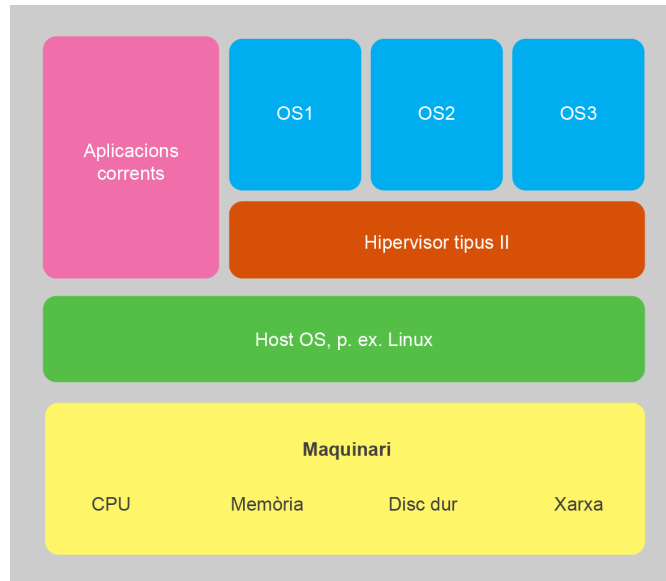 Aplicacions
corrents
OS1
OS2
OS3
Hipervisor tipus II
Host OS, p. ex. Linux
Maquinari
CPU
Memòria
Disc dur
Xarxa